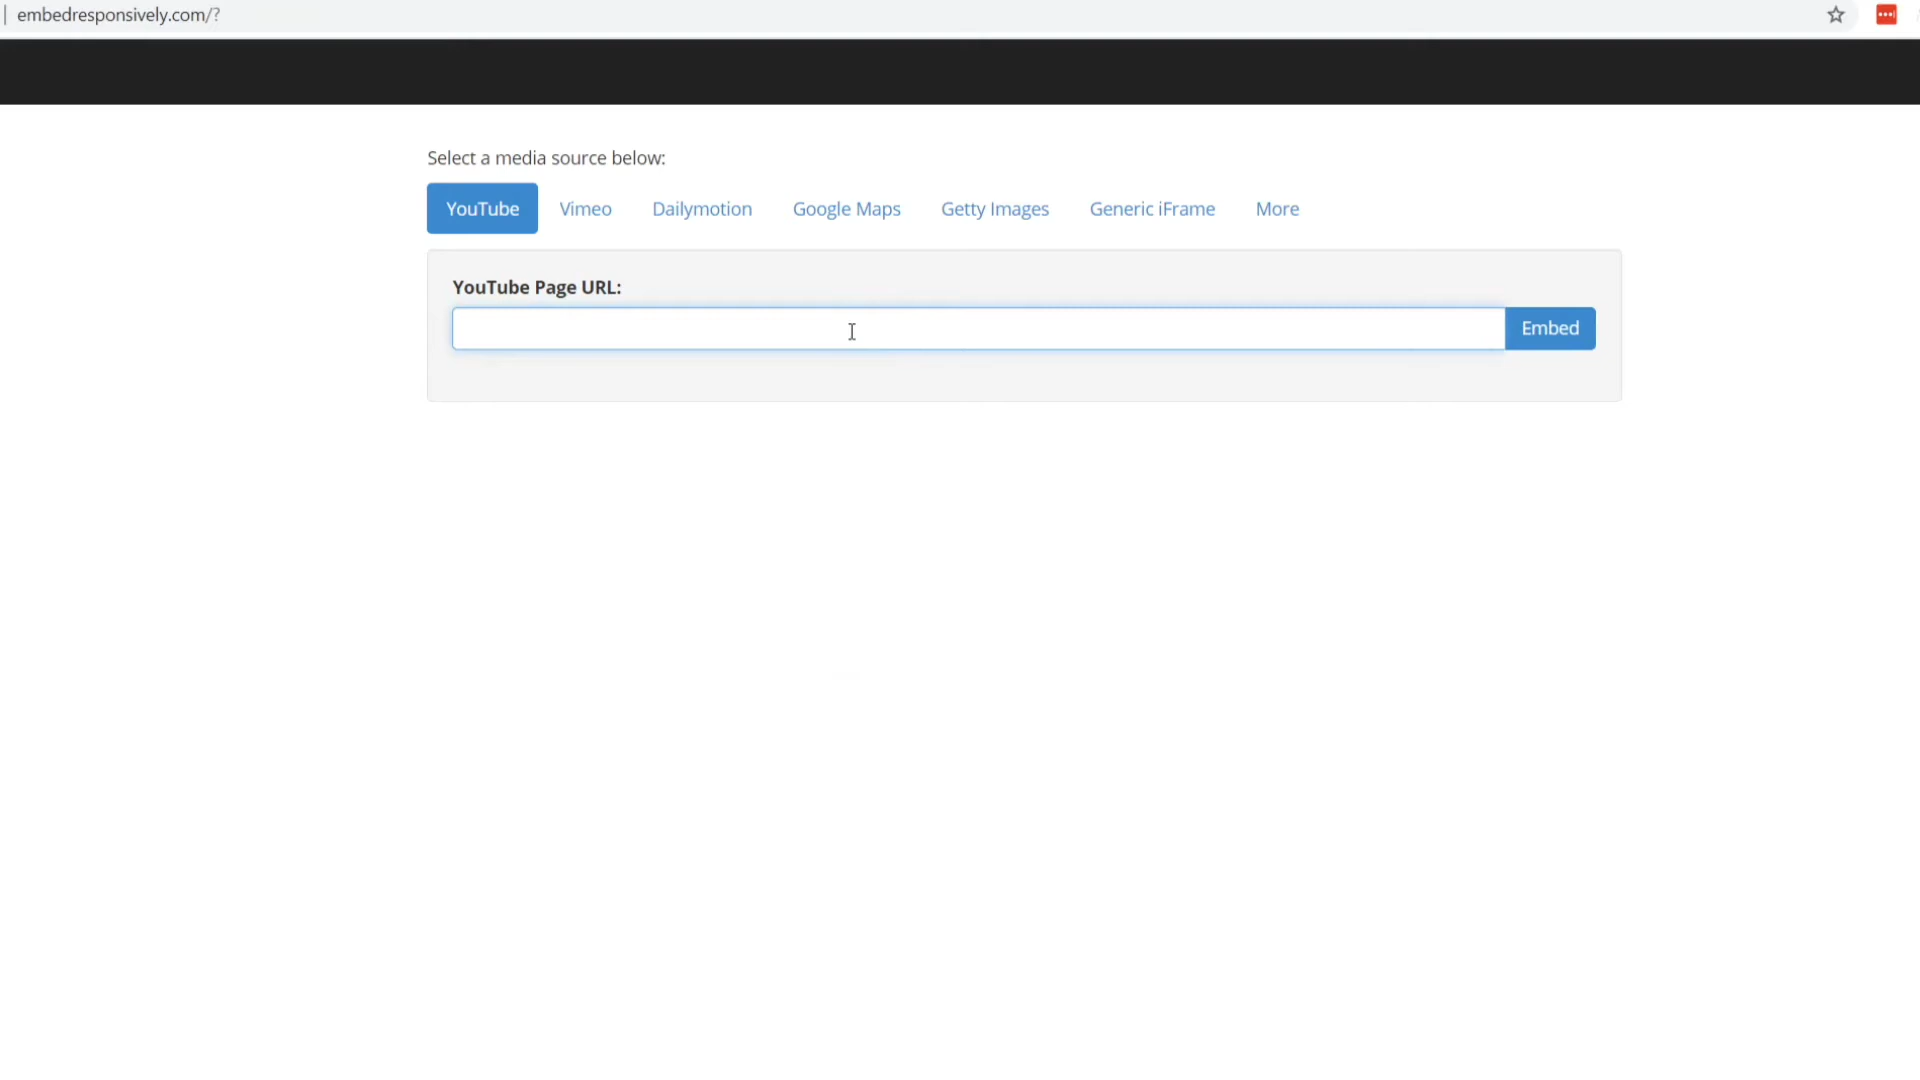 embedresponsively.com/?
Select a media source below:
YouTube Vimeo Dailymotion Google Maps Getty Images Generic iFrame More
YouTube Page URL:
Embed